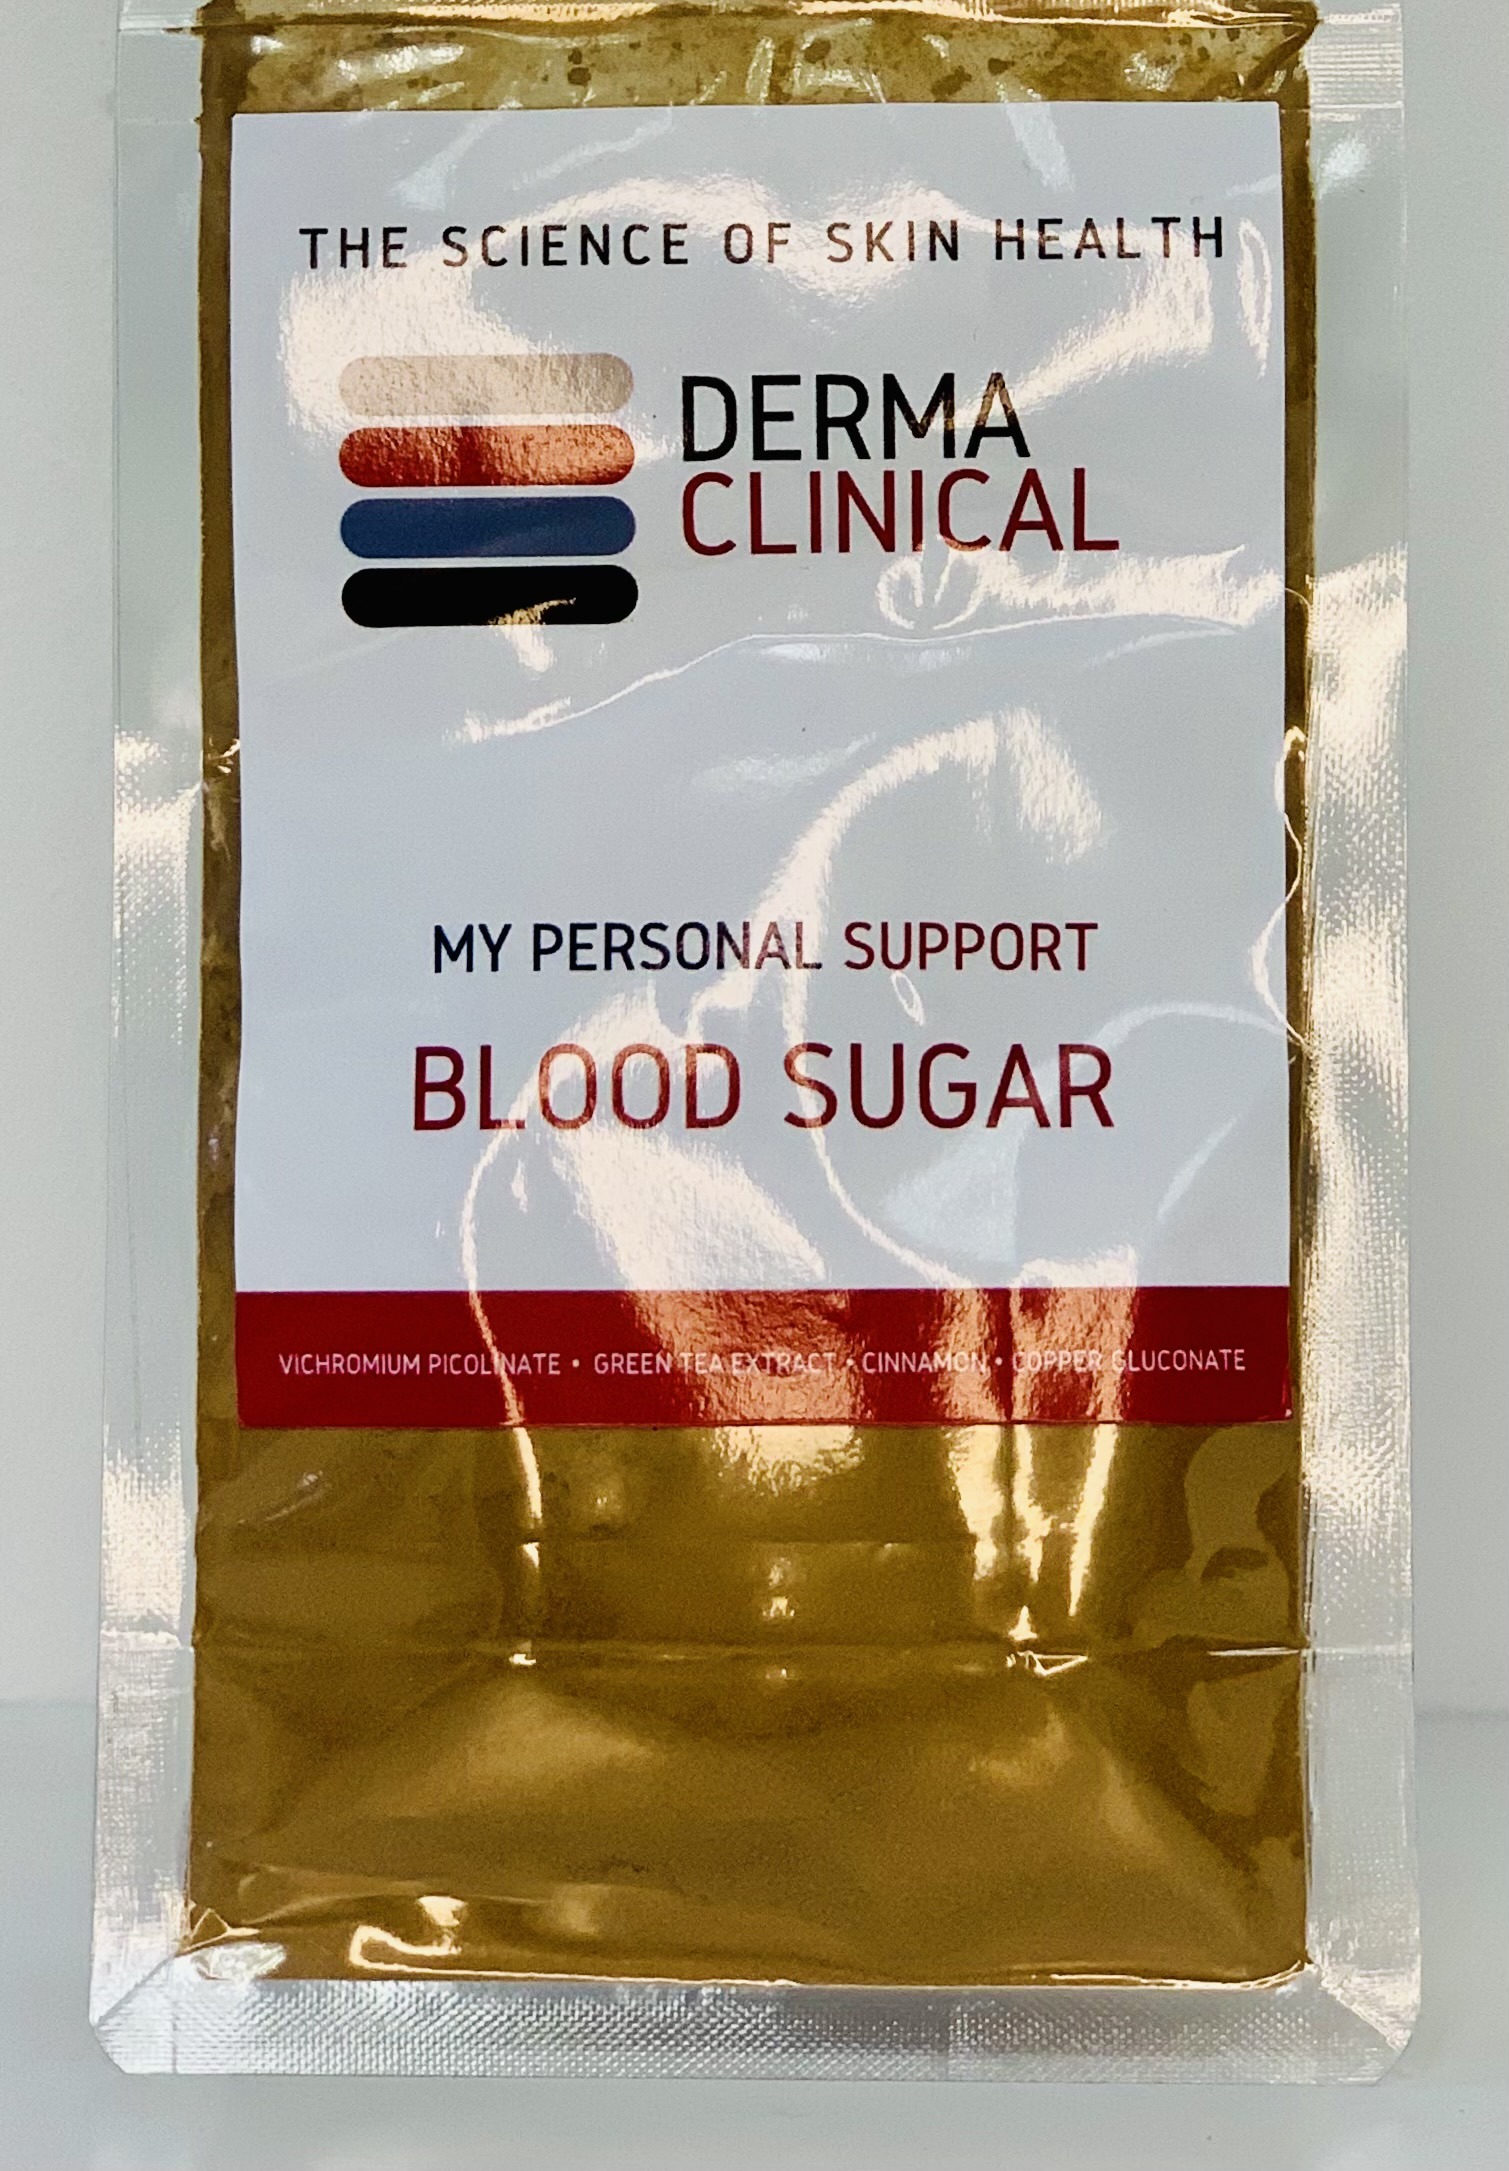 THE SCIENCE OF SKIN HEALTH
DERMA
CLINICAL
MY PERSONAL SUPPORT
BLOOD SUGAR
VICHROMIUM PICOLINATE • GREEN TEA EXTRACT • CINNAMON • COPPER GLUCONATE